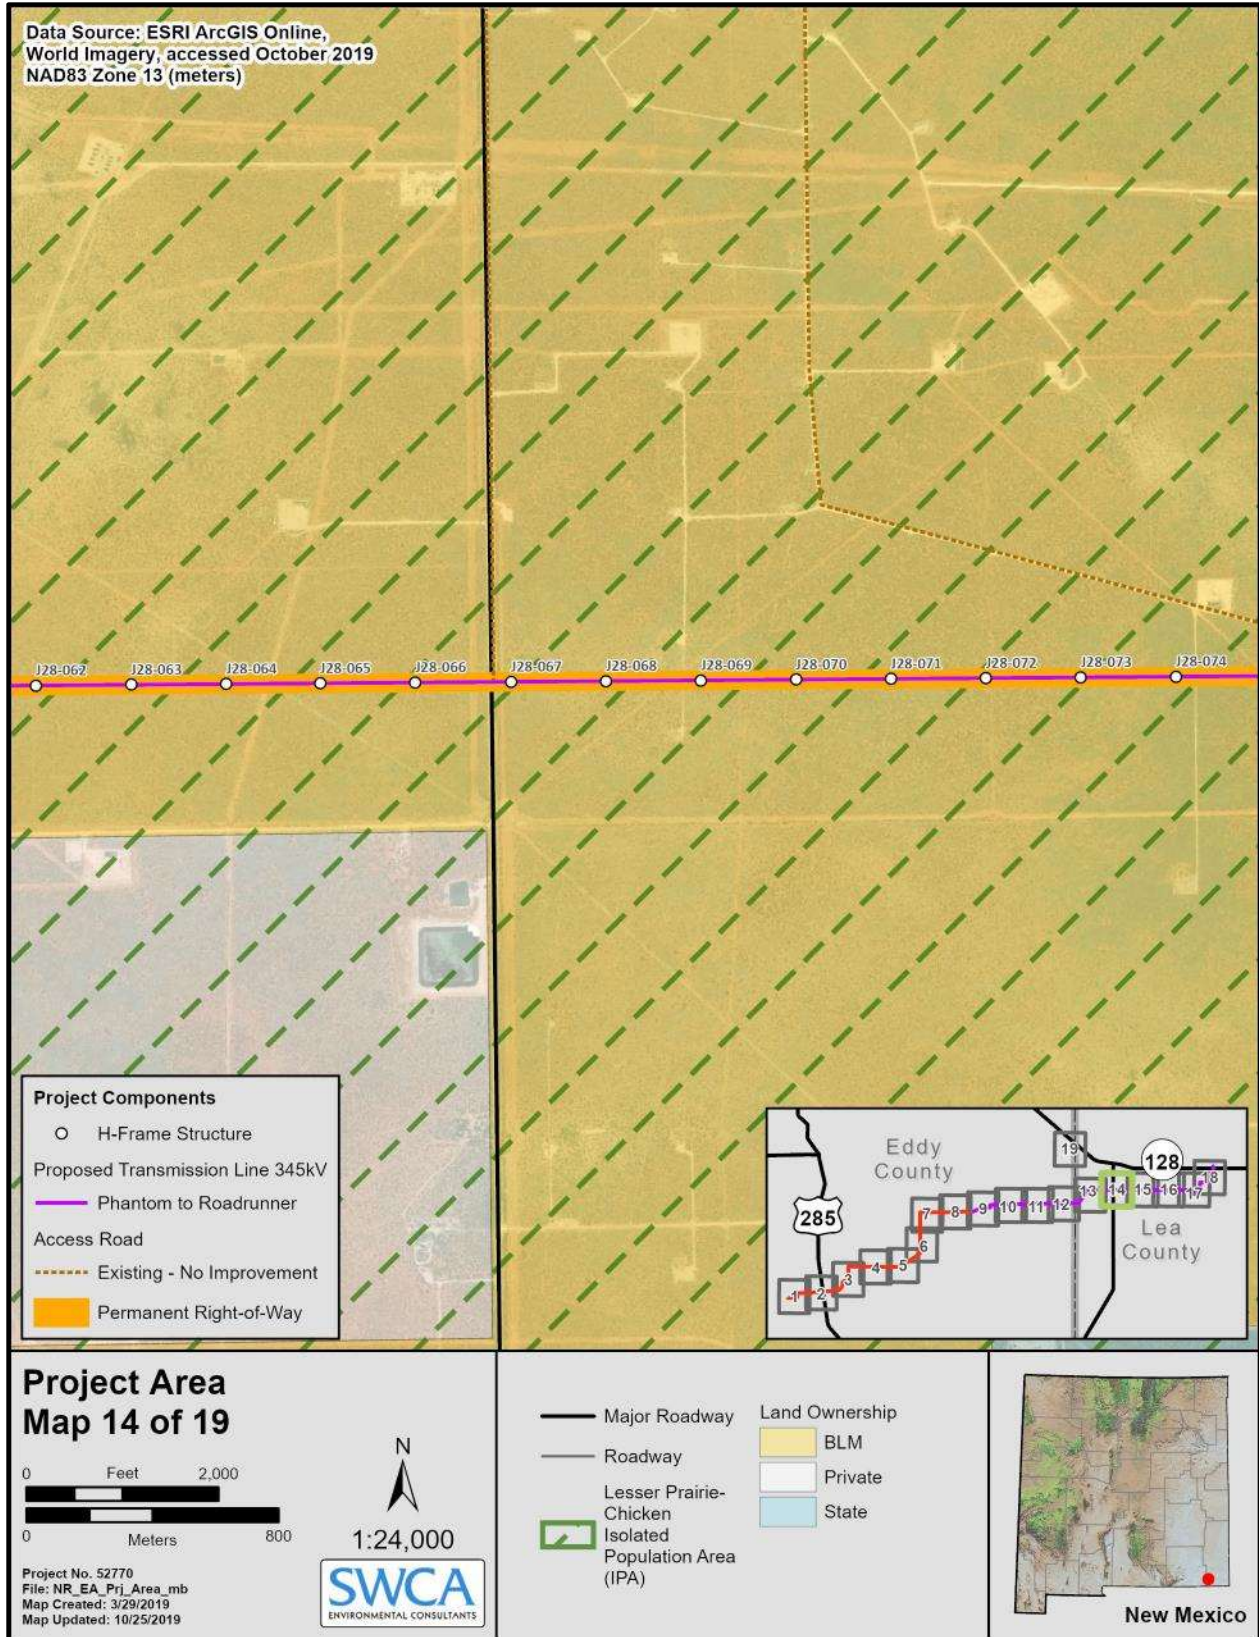 Data Source: ESRI ArcGIS Online,
World Imagery, accessed October 2019
NAD83 Zone 13 (meters)
J28-062 J28-063 J28-064 J28-065 J28-066 J28-067 J28-068 J28-069 J28-070 J28-071 J28-072 J28-073 J28-074
Project Components
H-Frame Structure
Proposed Transmission Line 345kV
Phantom to Roadrunner
Access Road
Existing - No Improvement
Permanent Right-of-Way
Eddy
County
285
128
Lea
County
1
2
3
4
5
6
7
8
9
10
11
12
13
14
15
16
17
18
19
Project Area
Map 14 of 19
0 Feet 2,000
0 Meters 800
Project No. 52770
File: NR_EA_Prj_Area_mb
Map Created: 3/29/2019
Map Updated: 10/25/2019
N
1:24,000
SWCA
ENVIRONMENTAL CONSULTANTS
Major Roadway
Roadway
Lesser Prairie-
Chicken
Isolated
Population Area
(IPA)
Land Ownership
BLM
Private
State
New Mexico